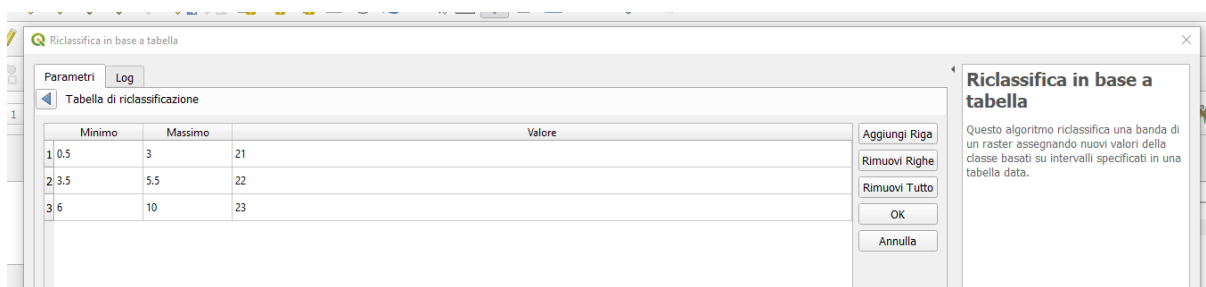 Riclassifica in base a tabella
Parametri Log
Tabella di riclassificazione
1
Minimo Massimo Valore
1 0.5 3 21
2 3.5 5.5 22
3 6 10 23
Aggiungi Riga
Rimuovi Righe
Rimuovi Tutto
OK
Annulla
Riclassifica in base a
tabella
Questo algoritmo riclassifica una banda di
un raster assegnando nuovi valori della
classe basati su intervalli specificati in una
tabella data.